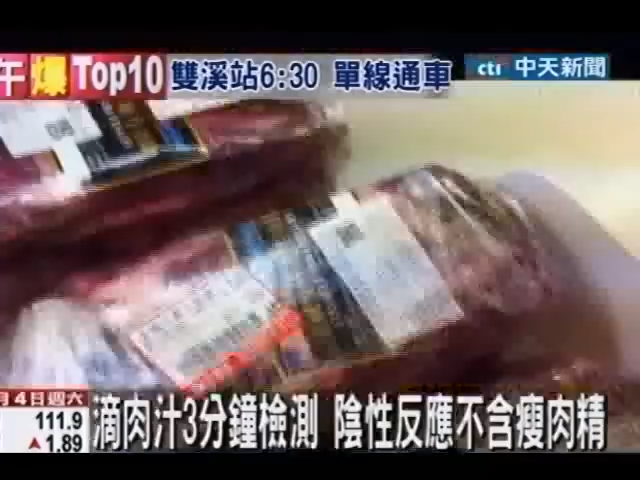 午爆Top10 雙溪站6:30 單線通車
cti 中天新聞
月4日週六
111.9
▲1.89
滴肉汁3分鐘檢測 陰性反應不含瘦肉精